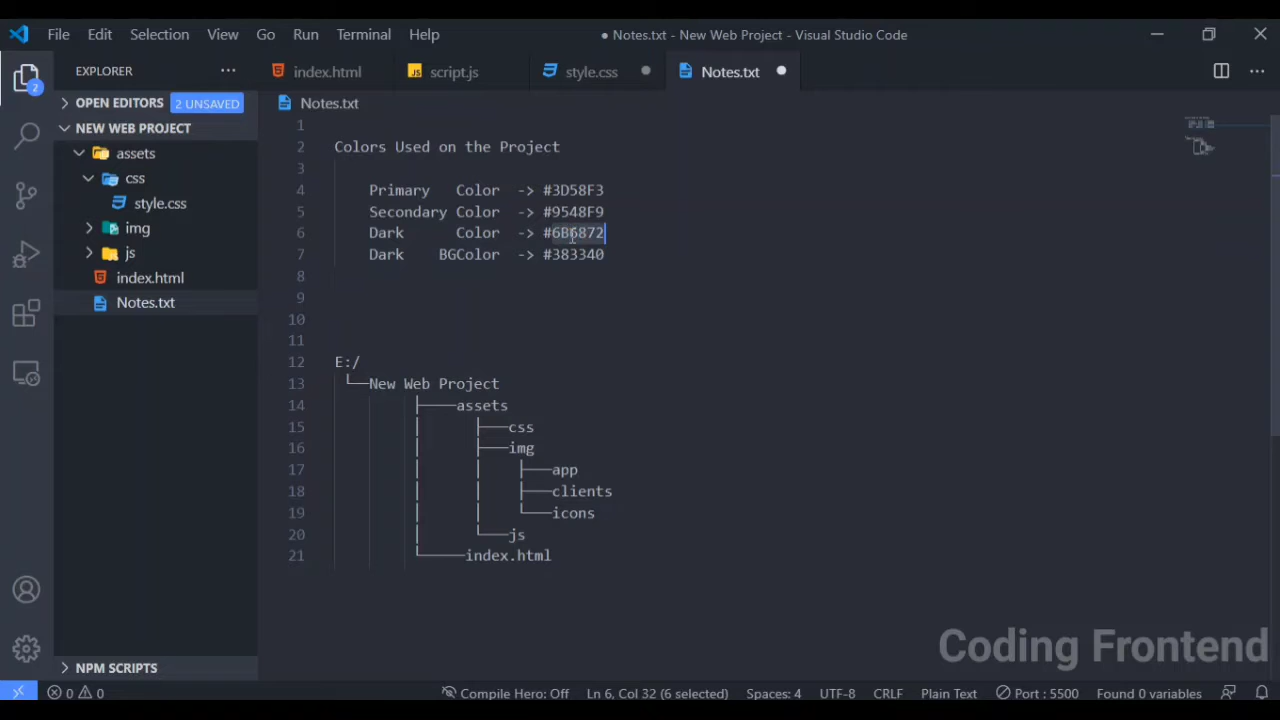 File Edit Selection View Go Run Terminal Help
● Notes.txt - New Web Project - Visual Studio Code
EXPLORER
index.html
JS script.js
style.css
Notes.txt
2
OPEN EDITORS 2 UNSAVED
NEW WEB PROJECT
assets
css
style.css
img
js
index.html
Notes.txt
NPM SCRIPTS
Notes.txt
1
2 Colors Used on the Project
3
4 Primary Color -> #3D58F3
5 Secondary Color -> #9548F9
6 Dark Color -> #6B6872
7 Dark BGColor -> #383340
8
9
10
11
12 E:/
13 └──New Web Project
14 ├────assets
15 │ ├───css
16 │ ├───img
17 │ │ ├───app
18 │ │ ├───clients
19 │ │ └───icons
20 │ └───js
21 └─────index.html
Coding Frontend
0 0
Compile Hero: Off
Ln 6, Col 32 (6 selected)
Spaces: 4
UTF-8
CRLF
Plain Text
Port : 5500
Found 0 variables